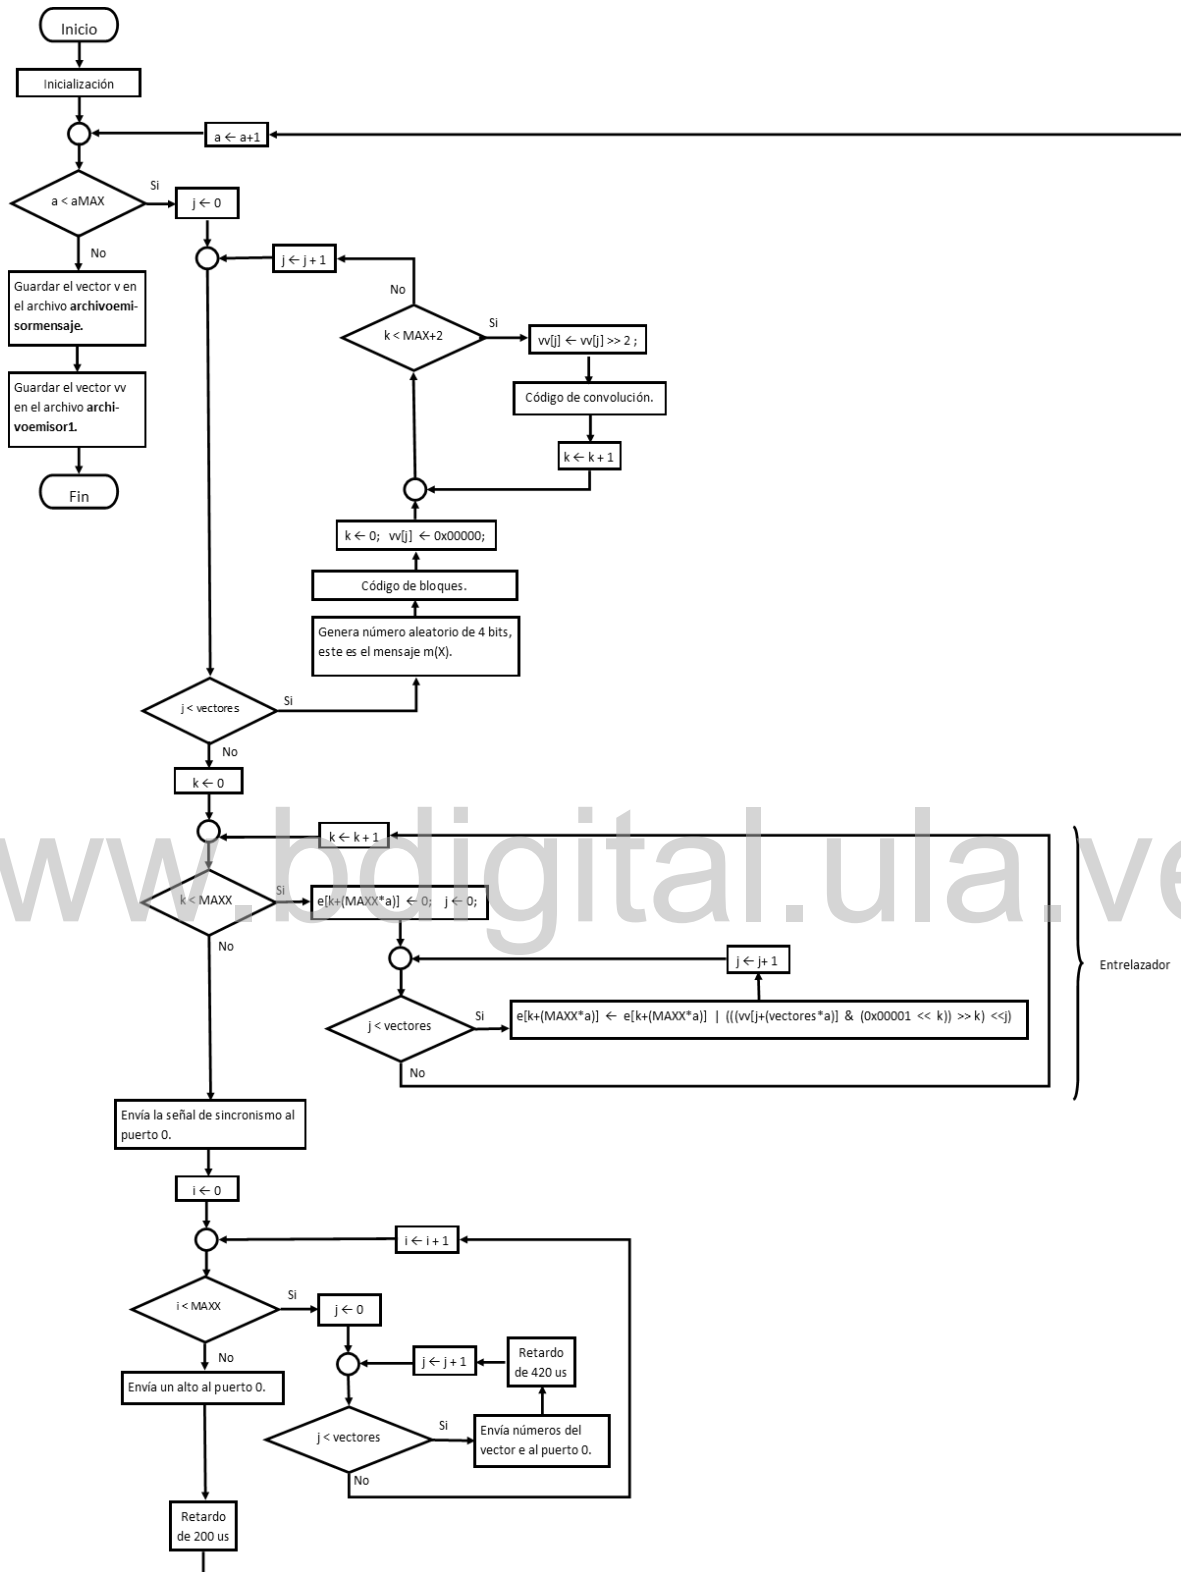 Inicio
Inicialización
a ← a+1
a < aMAX
Si
j ← 0
No
j ← j + 1
Guardar el vector v en
el archivo archivoemi-
sormensaje.
No
k < MAX+2
Si
vv[j] ← vv[j] >> 2 ;
Guardar el vector vv
en el archivo archi-
voemisor1.
Código de convolución.
k ← k + 1
Fin
k ← 0; vv[j] ← 0x00000;
Código de bloques.
Genera número aleatorio de 4 bits,
este es el mensaje m(X).
j < vectores
Si
No
k ← 0
k ← k + 1
www.bdigital.ula.ve
k < MAXX
Si
e[k+(MAXX*a)] ← 0; j ← 0;
No
j ← j+ 1
Entrelazador
j < vectores
Si
e[k+(MAXX*a)] ← e[k+(MAXX*a)] | (((vv[j+(vectores*a)] & (0x00001 << k)) >> k) <<j)
No
Envía la señal de sincronismo al
puerto 0.
i ← 0
i ← i + 1
i < MAXX
Si
j ← 0
No
j ← j + 1
Retardo
de 420 us
Envía un alto al puerto 0.
j < vectores
Si
Envía números del
vector e al puerto 0.
No
Retardo
de 200 us